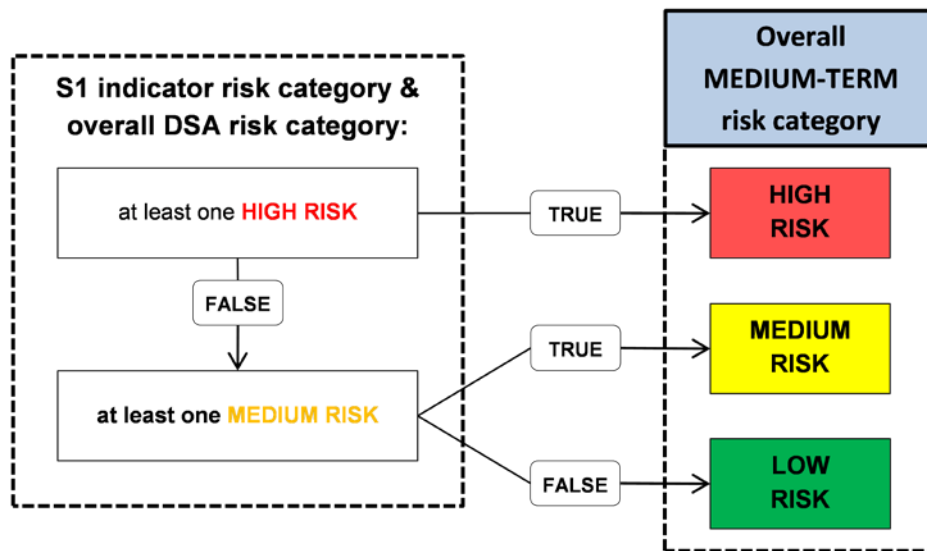 S1 indicator risk category &
overall DSA risk category:
at least one HIGH RISK
FALSE
at least one MEDIUM RISK
TRUE
TRUE
FALSE
Overall
MEDIUM-TERM
risk category
HIGH
RISK
MEDIUM
RISK
LOW
RISK